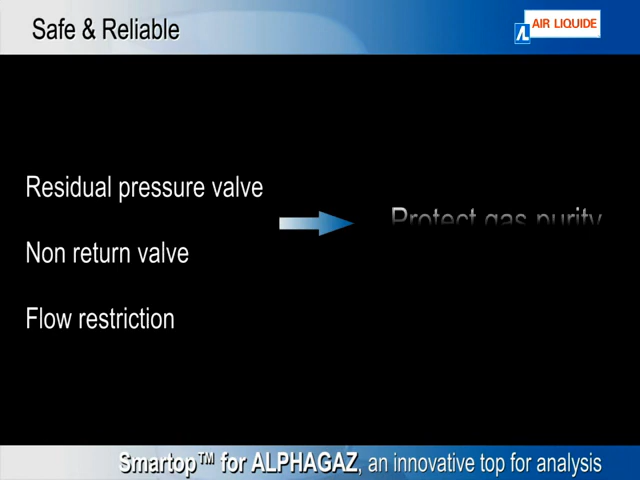 Safe & Reliable
AIR LIQUIDE
Residual pressure valve
Protect gas purity
Non return valve
Flow restriction
Smartop™ for ALPHAGAZ, an innovative top for analysis